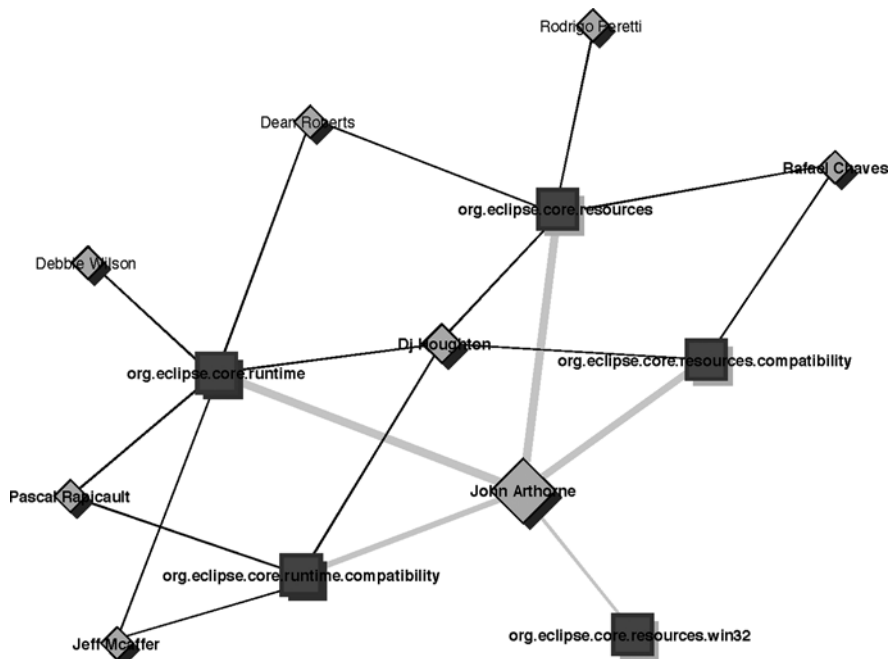 Rodrigo Peretti
Dean Roberts
Rafael Chaves
org.eclipse.core.resources
Debbie Wilson
Dj Houghton
org.eclipse.core.resources.compatibility
org.eclipse.core.runtime
John Arthorne
Pascal Rapicault
org.eclipse.core.runtime.compatibility
org.eclipse.core.resources.win32
Jeff Mcaffer